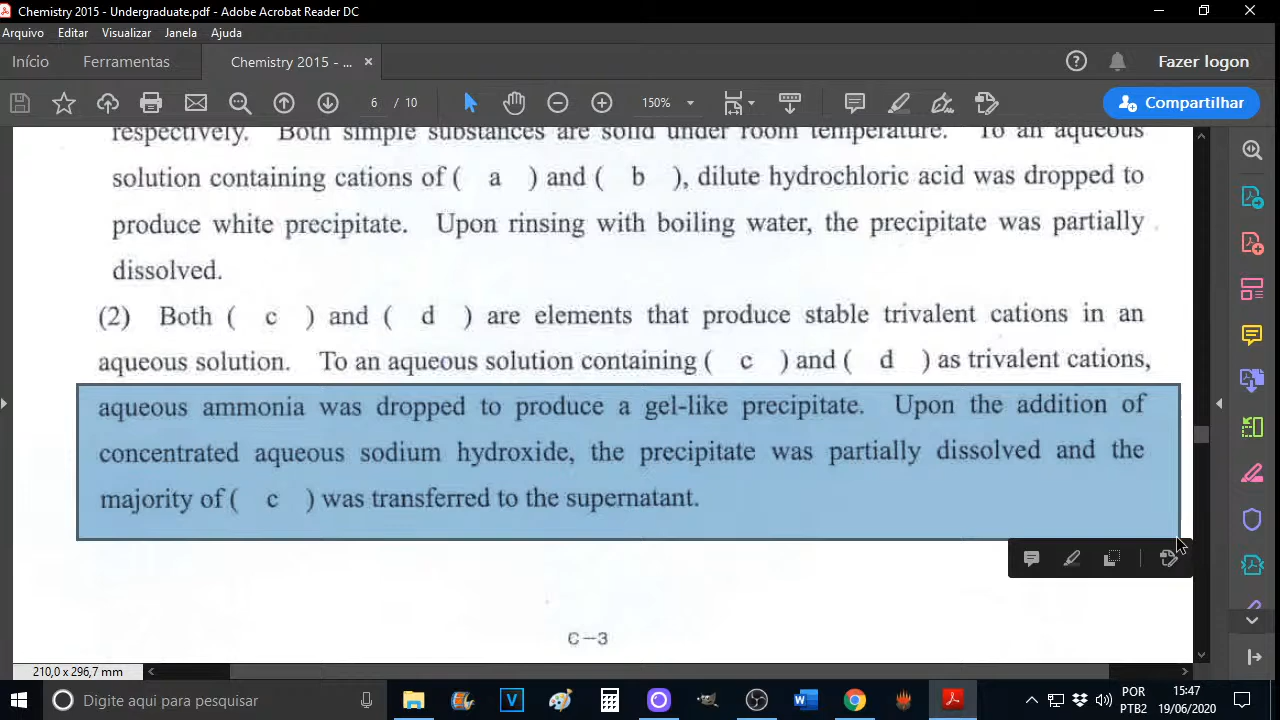 Chemistry 2015 - Undergraduate.pdf - Adobe Acrobat Reader DC
Arquivo Editar Visualizar Janela Ajuda
Início Ferramentas Chemistry 2015 - ... × Fazer logon
6 / 10 150% Compartilhar
respectively. Both simple substances are solid under room temperature. To an aqueous
solution containing cations of ( a ) and ( b ), dilute hydrochloric acid was dropped to
produce white precipitate. Upon rinsing with boiling water, the precipitate was partially
dissolved.
(2) Both ( c ) and ( d ) are elements that produce stable trivalent cations in an
aqueous solution. To an aqueous solution containing ( c ) and ( d ) as trivalent cations,
aqueous ammonia was dropped to produce a gel-like precipitate. Upon the addition of
concentrated aqueous sodium hydroxide, the precipitate was partially dissolved and the
majority of ( c ) was transferred to the supernatant.
C-3
210,0 x 296,7 mm
Digite aqui para pesquisar
POR
PTB2
15:47
19/06/2020